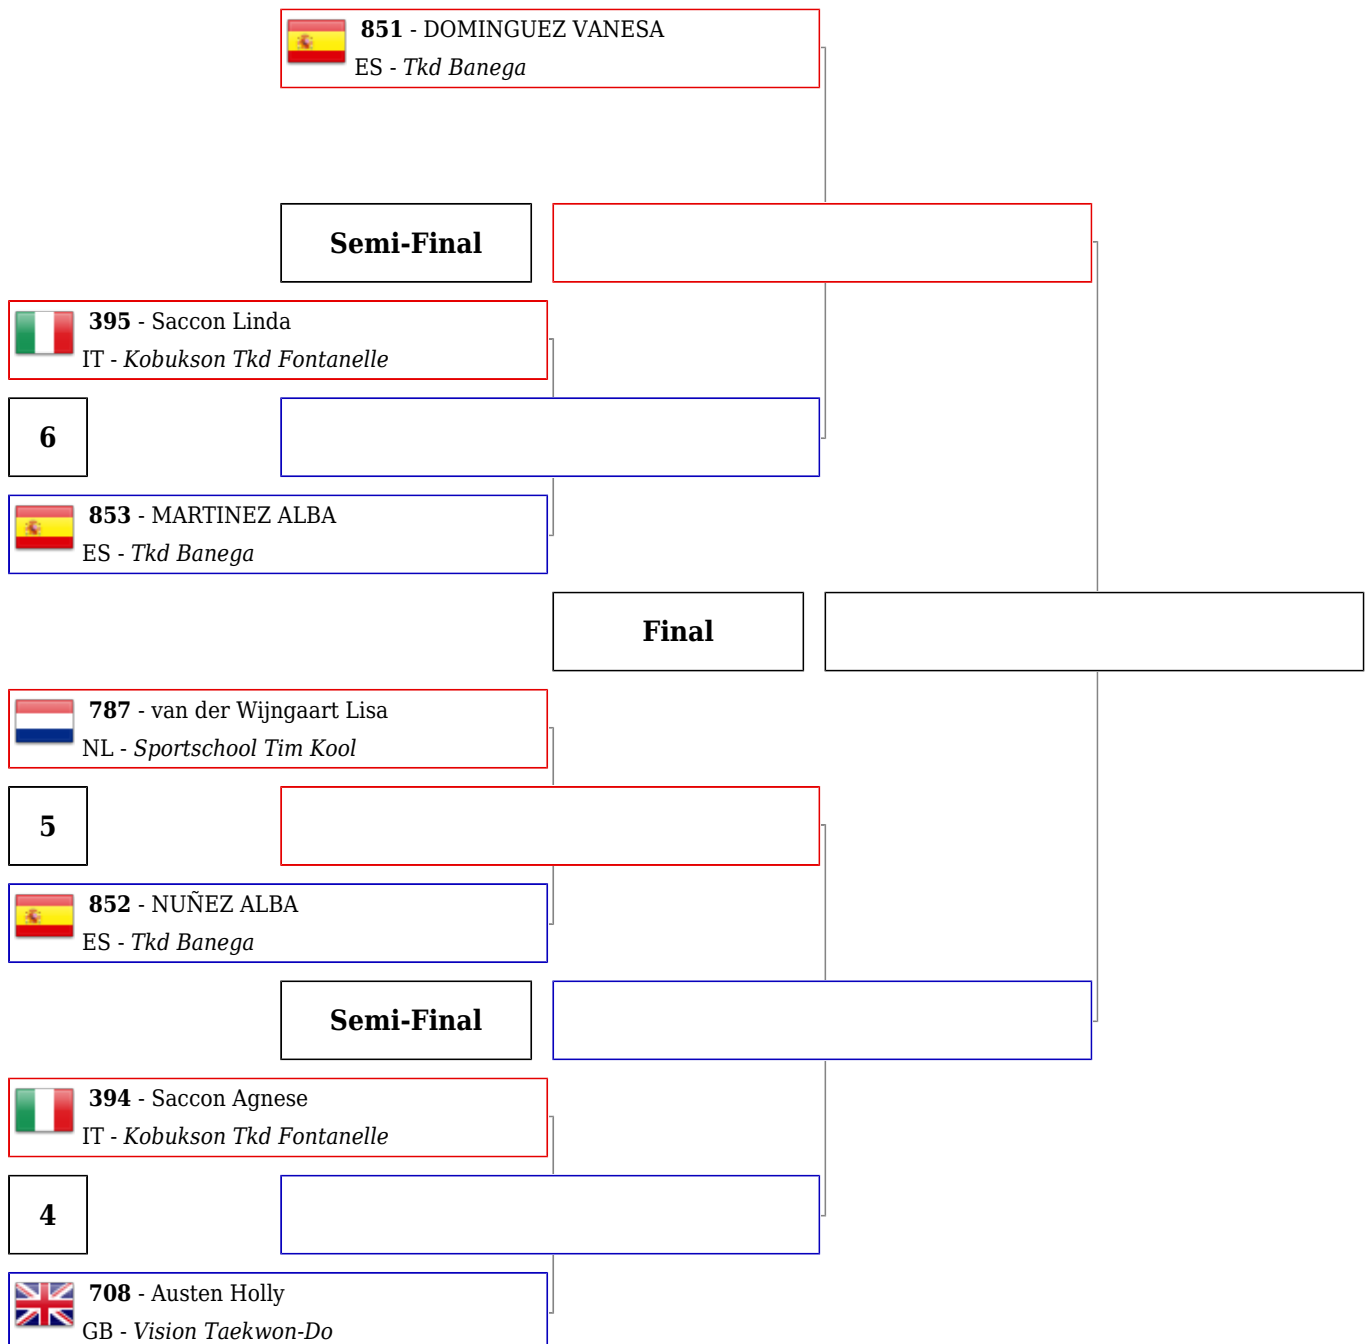 851 - DOMINGUEZ VANESA
ES - Tkd Banega
Semi-Final
395 - Saccon Linda
IT - Kobukson Tkd Fontanelle
6
853 - MARTINEZ ALBA
ES - Tkd Banega
Final
787 - van der Wijngaart Lisa
NL - Sportschool Tim Kool
5
852 - NUÑEZ ALBA
ES - Tkd Banega
Semi-Final
394 - Saccon Agnese
IT - Kobukson Tkd Fontanelle
4
708 - Austen Holly
GB - Vision Taekwon-Do